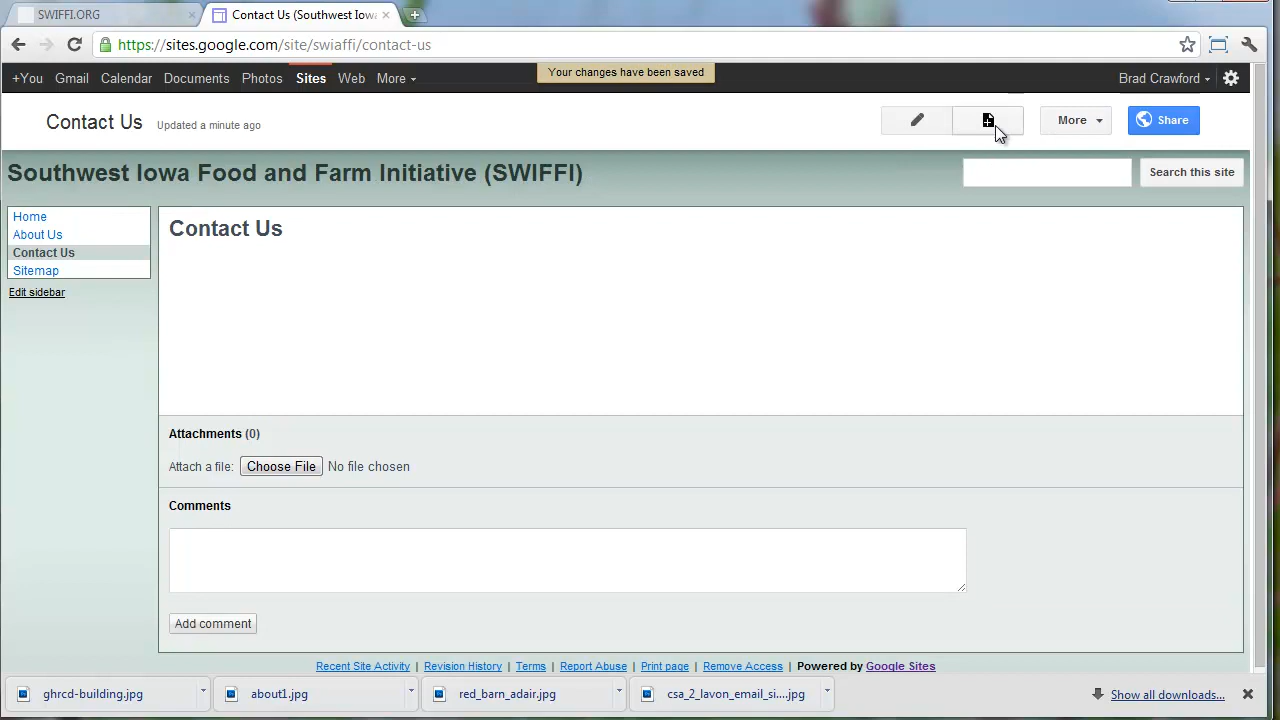 SWIFFI.ORG
Contact Us (Southwest Iowa
https://sites.google.com/site/swiaffi/contact-us
+You Gmail Calendar Documents Photos Sites Web More
Your changes have been saved
Brad Crawford
Contact Us Updated a minute ago
More
Share
Southwest Iowa Food and Farm Initiative (SWIFFI)
Search this site
Home
About Us
Contact Us
Sitemap
Edit sidebar
Contact Us
Attachments (0)
Attach a file: Choose File No file chosen
Comments
Add comment
Recent Site Activity | Revision History | Terms | Report Abuse | Print page | Remove Access | Powered by Google Sites
ghrcd-building.jpg
about1.jpg
red_barn_adair.jpg
csa_2_lavon_email_si....jpg
Show all downloads...